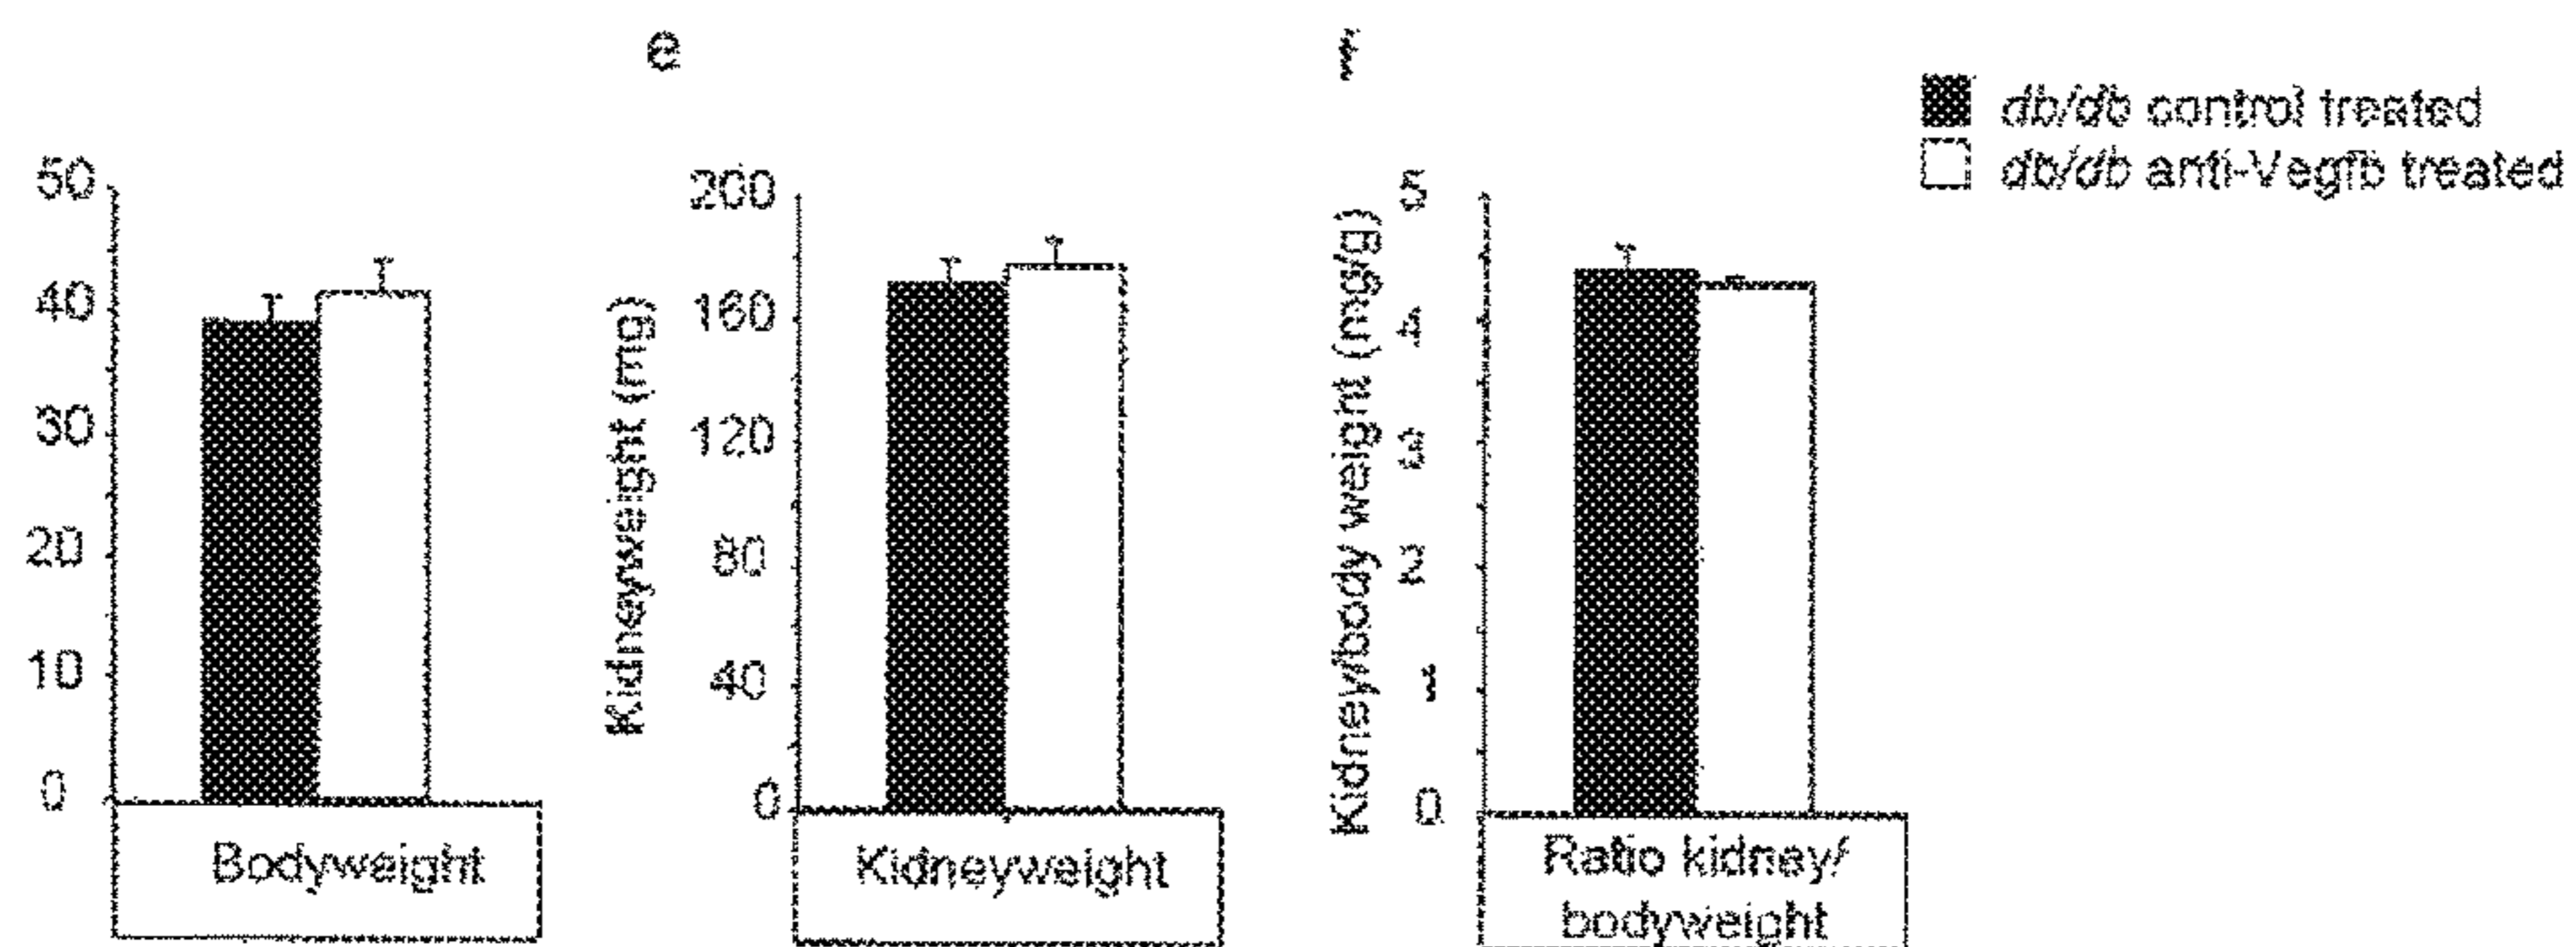 50
40
30
20
10
0
Bodyweight
e
Kidneyweight (mg)
200
160
120
80
40
0
Kidneyweight
f
Kidney/body weight (mg/g)
5
4
3
2
1
0
Ratio kidney/
bodyweight
db/db control treated
db/db anti-Vegfb treated